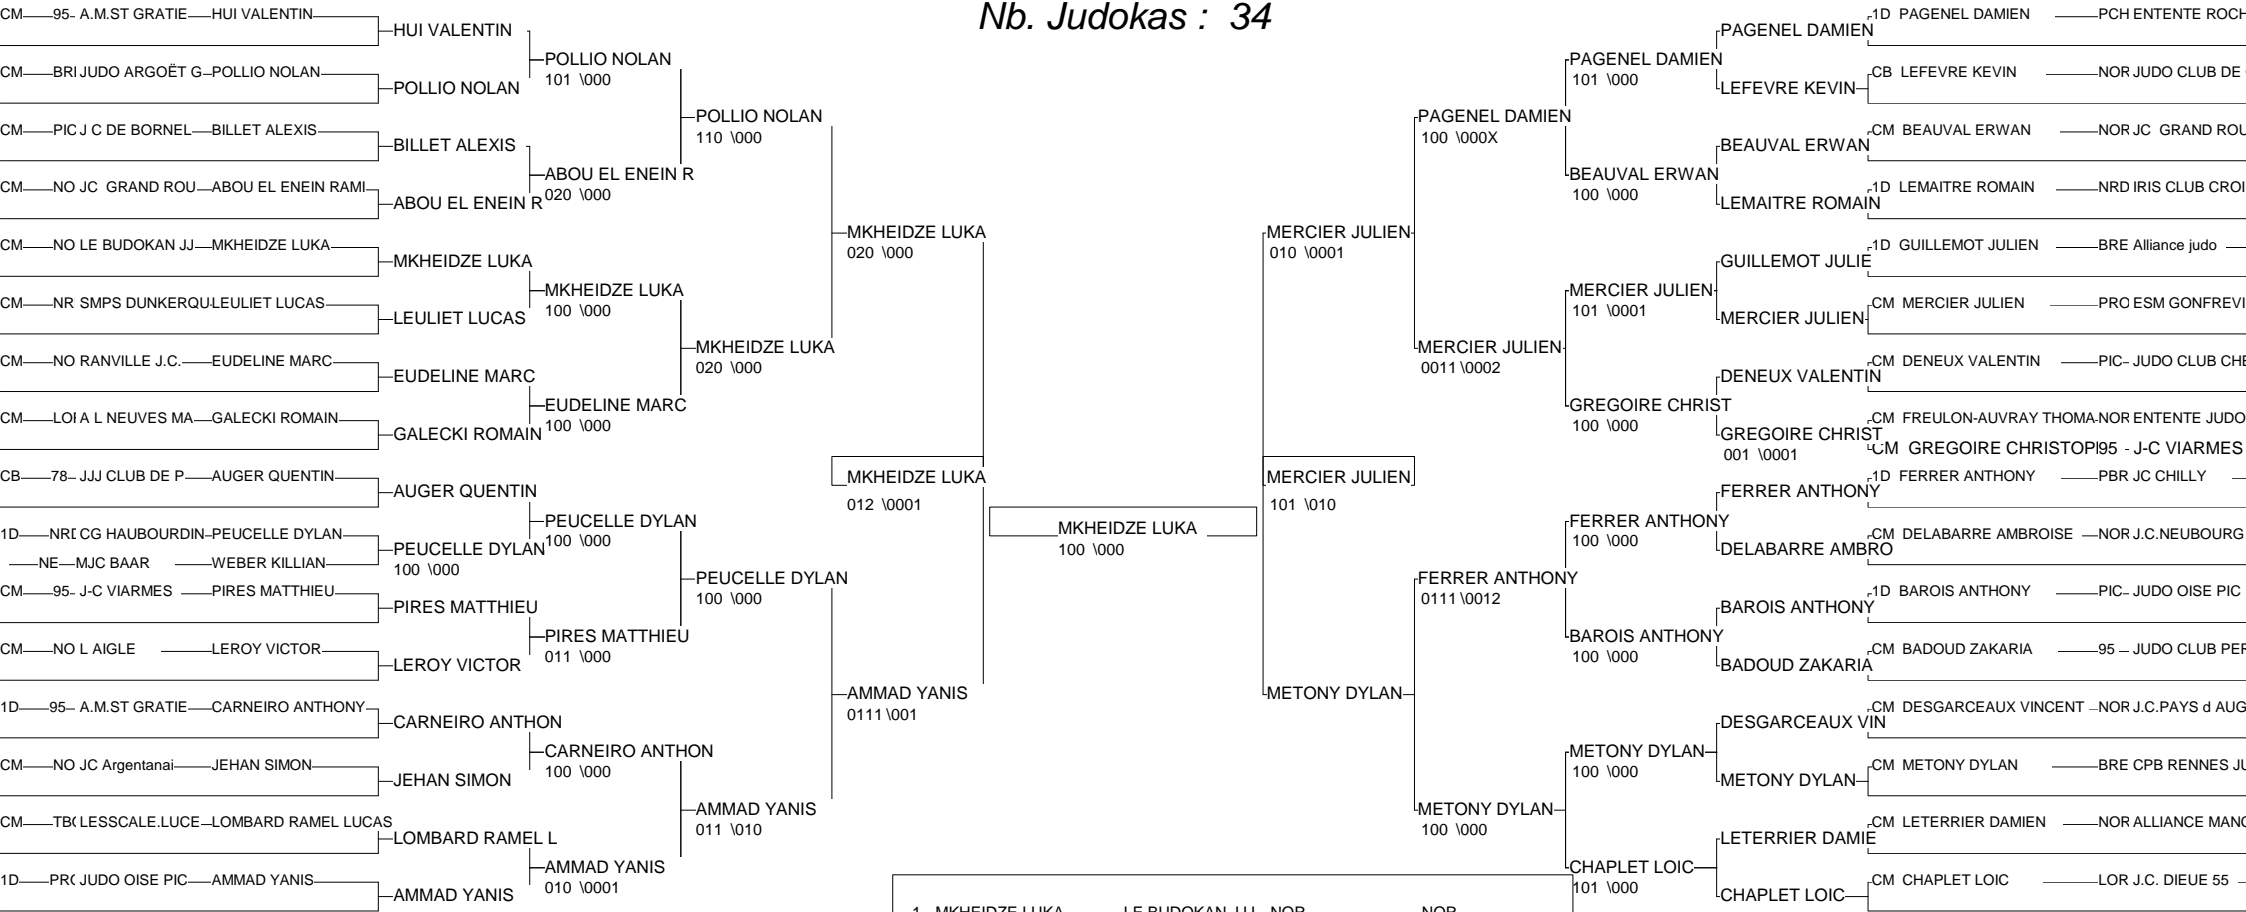 Nb. Judokas : 34
CM 95- A.M.ST GRATIE HUI VALENTIN
CM BRI JUDO ARGOËT G POLLIO NOLAN
CM PIC J C DE BORNEL BILLET ALEXIS
CM NO JC GRAND ROU ABOU EL ENEIN RAMI
CM NO LE BUDOKAN JJ MKHEIDZE LUKA
CM NR SMPS DUNKERQU LEULIET LUCAS
CM NO RANVILLE J.C. EUDELINE MARC
CM LOI A L NEUVES MA GALECKI ROMAIN
CB 78- JJJ CLUB DE P AUGER QUENTIN
1D NRD CG HAUBOURDIN PEUCELLE DYLAN
NE MJC BAAR WEBER KILLIAN
CM 95- J-C VIARMES PIRES MATTHIEU
CM NO L AIGLE LEROY VICTOR
1D 95- A.M.ST GRATIE CARNEIRO ANTHONY
CM NO JC Argentanai JEHAN SIMON
CM LESSCALE.LUCE LOMBARD RAMEL LUCAS
1D JUDO OISE PIC AMMAD YANIS
HUI VALENTIN
POLLIO NOLAN
BILLET ALEXIS
ABOU EL ENEIN R
MKHEIDZE LUKA
LEULIET LUCAS
EUDELINE MARC
GALECKI ROMAIN
AUGER QUENTIN
PEUCELLE DYLAN
100 \000
PIRES MATTHIEU
LEROY VICTOR
CARNEIRO ANTHON
JEHAN SIMON
LOMBARD RAMEL L
AMMAD YANIS
POLLIO NOLAN
101 \000
ABOU EL ENEIN R
020 \000
MKHEIDZE LUKA
100 \000
EUDELINE MARC
100 \000
PEUCELLE DYLAN
100 \000
PIRES MATTHIEU
011 \000
CARNEIRO ANTHON
100 \000
AMMAD YANIS
010 \0001
POLLIO NOLAN
110 \000
MKHEIDZE LUKA
020 \000
PEUCELLE DYLAN
100 \000
AMMAD YANIS
011 \010
MKHEIDZE LUKA
020 \000
MKHEIDZE LUKA
012 \0001
AMMAD YANIS
0111 \001
MKHEIDZE LUKA
100 \000
MERCIER JULIEN
010 \0001
MERCIER JULIEN
101 \010
METONY DYLAN
PAGENEL DAMIEN
100 \000X
MERCIER JULIEN
0011 \0002
FERRER ANTHONY
0111 \0012
METONY DYLAN
100 \000
PAGENEL DAMIEN
101 \000
BEAUVAL ERWAN
100 \000
MERCIER JULIEN
101 \0001
GREGOIRE CHRIST
100 \000
FERRER ANTHONY
100 \000
BAROIS ANTHONY
100 \000
METONY DYLAN
100 \000
CHAPLET LOIC
101 \000
PAGENEL DAMIEN
LEFEVRE KEVIN
BEAUVAL ERWAN
LEMAITRE ROMAIN
GUILLEMOT JULIE
MERCIER JULIEN
DENEUX VALENTIN
GREGOIRE CHRIST
001 \0001
FERRER ANTHONY
DELABARRE AMBRO
BAROIS ANTHONY
BADOUD ZAKARIA
DESGARCEAUX VIN
METONY DYLAN
LETERRIER DAMIE
CHAPLET LOIC
1D PAGENEL DAMIEN PCH ENTENTE ROCH
CB LEFEVRE KEVIN NOR JUDO CLUB DE
CM BEAUVAL ERWAN NOR JC GRAND ROU
1D LEMAITRE ROMAIN NRD IRIS CLUB CROI
1D GUILLEMOT JULIEN BRE Alliance judo
CM MERCIER JULIEN PRO ESM GONFREVI
CM DENEUX VALENTIN PIC- JUDO CLUB CHE
CM FREULON-AUVRAY THOMA NOR ENTENTE JUDO
CM GREGOIRE CHRISTOPI 95 - J-C VIARMES
1D FERRER ANTHONY PBR JC CHILLY
CM DELABARRE AMBROISE NOR J.C.NEUBOURG
1D BAROIS ANTHONY PIC- JUDO OISE PIC
CM BADOUD ZAKARIA 95 - JUDO CLUB PER
CM DESGARCEAUX VINCENT NOR J.C.PAYS d AUG
CM METONY DYLAN BRE CPB RENNES JU
CM LETERRIER DAMIEN NOR ALLIANCE MANC
CM CHAPLET LOIC LOR J.C. DIEUE 55
1 MKHEIDZE LUKA LE BUDOKAN JJ NOR NOR